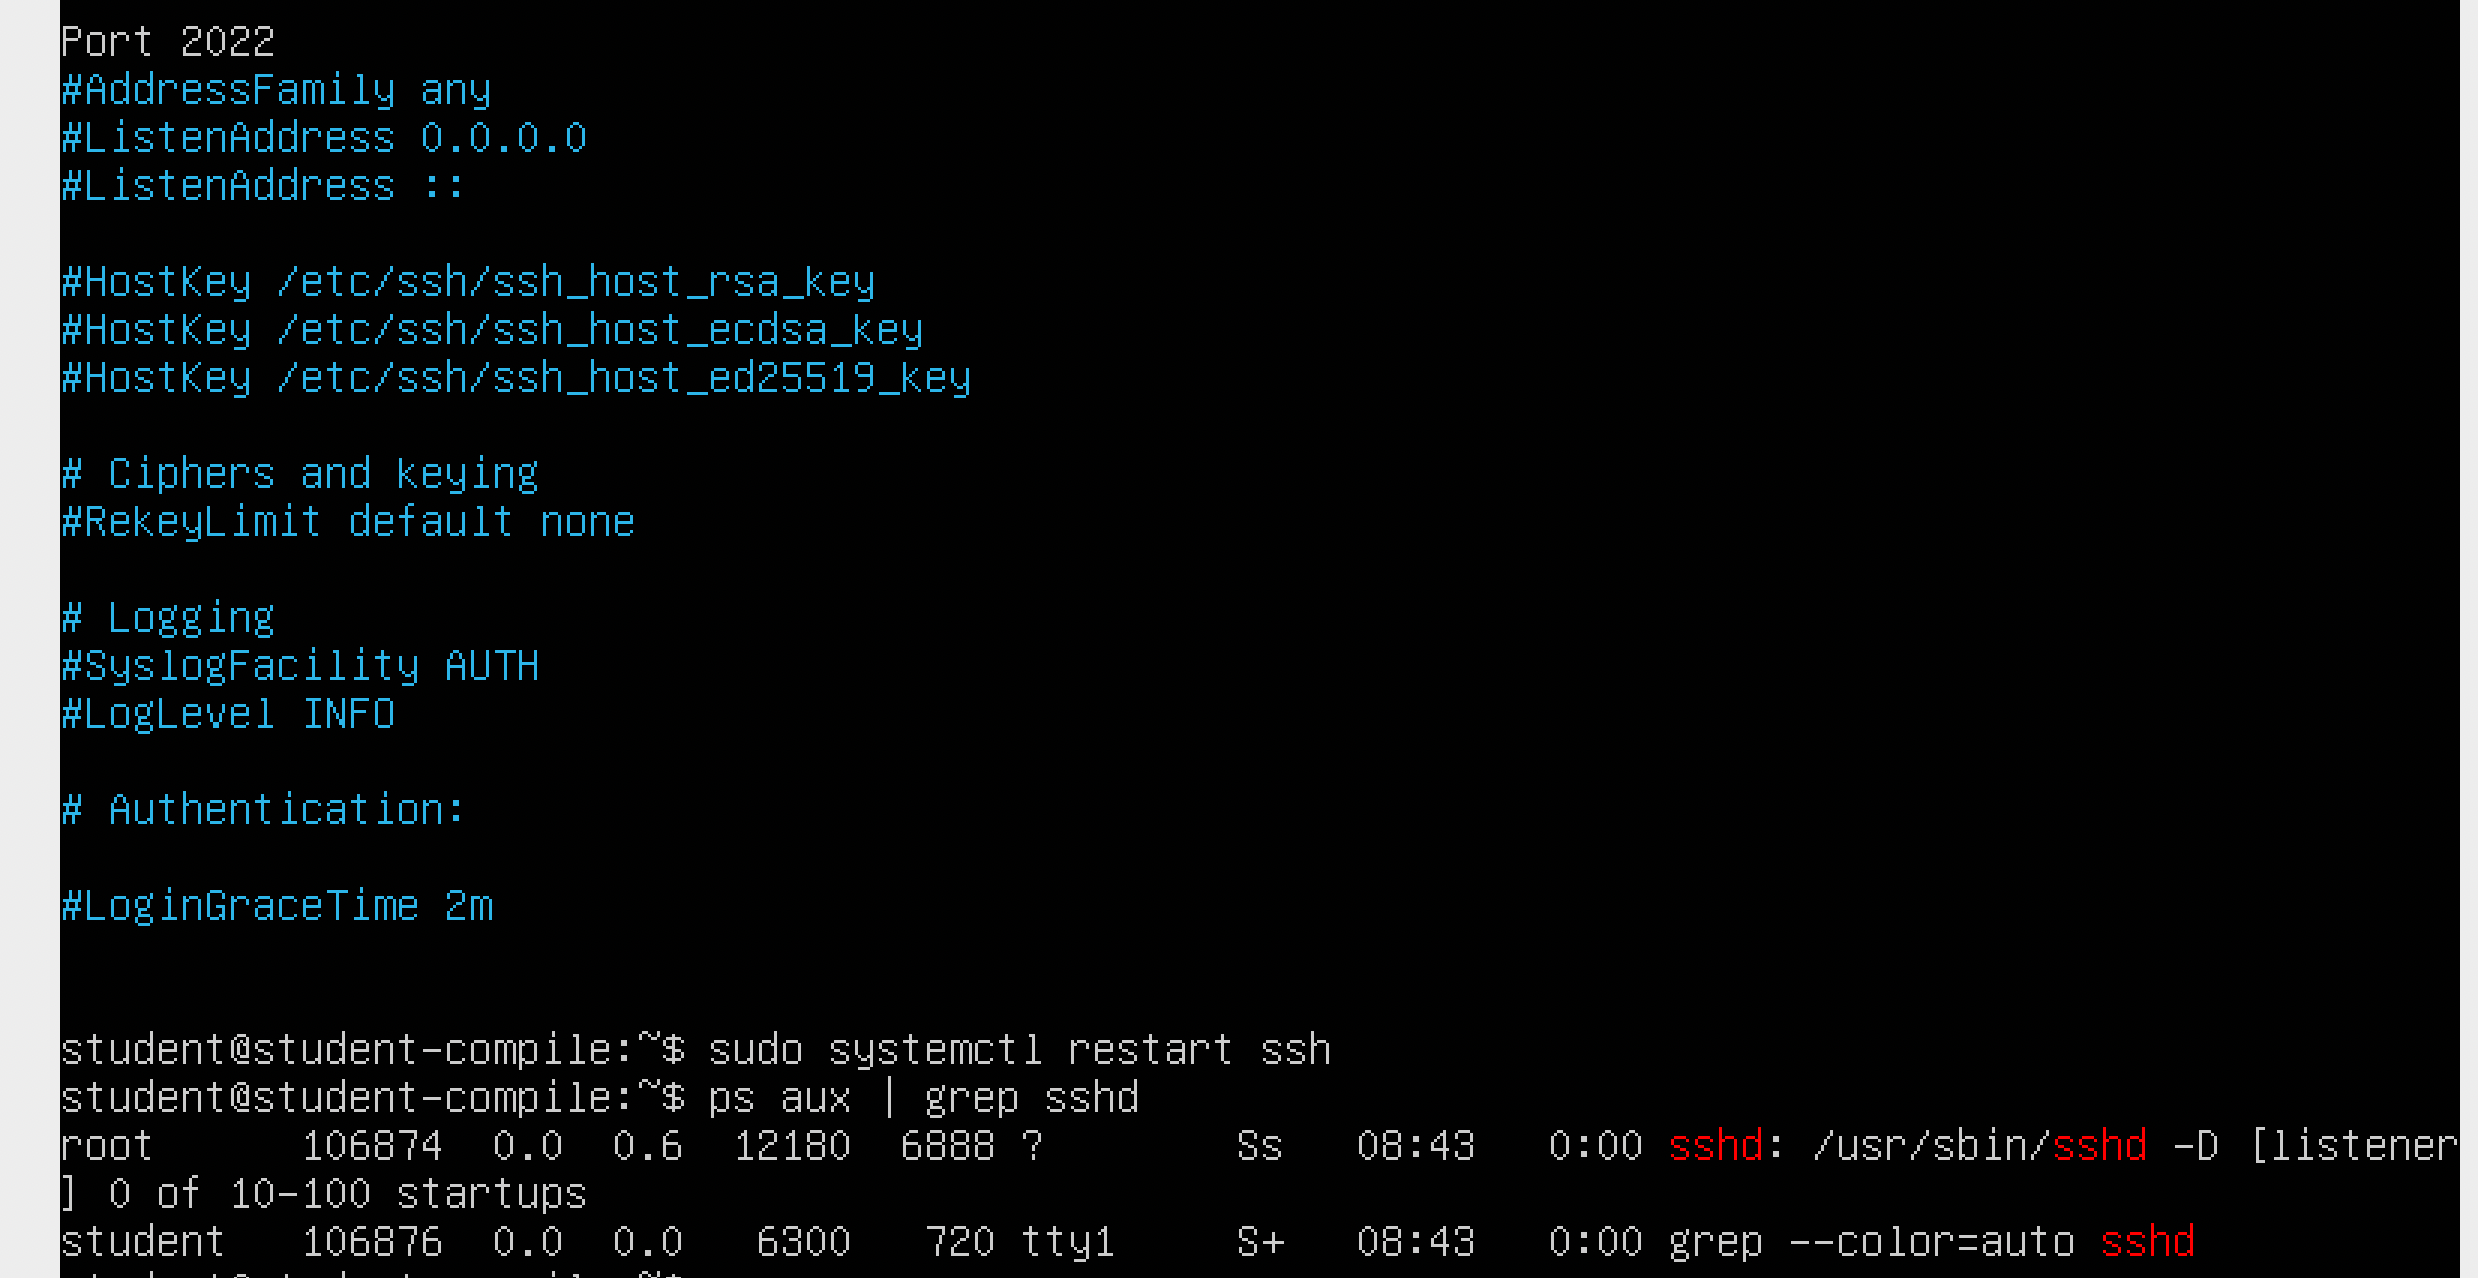 Port 2022
#AddressFamily any
#ListenAddress 0.0.0.0
#ListenAddress ::
#HostKey /etc/ssh/ssh_host_rsa_key
#HostKey /etc/ssh/ssh_host_ecdsa_key
#HostKey /etc/ssh/ssh_host_ed25519_key
# Ciphers and keying
#RekeyLimit default none
# Logging
#SyslogFacility AUTH
#LogLevel INFO
# Authentication:
#LoginGraceTime 2m
student@student-compile:~$ sudo systemctl restart ssh
student@student-compile:~$ ps aux | grep sshd
root      106874  0.0  0.6  12180  6888 ?        Ss   08:43   0:00 sshd: /usr/sbin/sshd -D [listener
] 0 of 10-100 startups
student   106876  0.0  0.0   6300   720 tty1     S+   08:43   0:00 grep --color=auto sshd